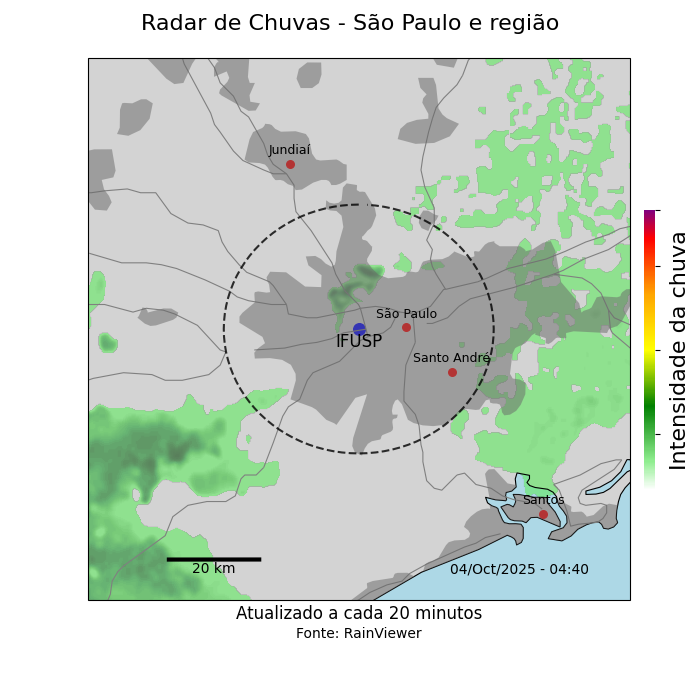 Radar de Chuvas - São Paulo e região
Jundiaí
São Paulo
IFUSP
Santo André
Santos
20 km
04/Oct/2025 - 04:40
Intensidade da chuva
Atualizado a cada 20 minutos
Fonte: RainViewer